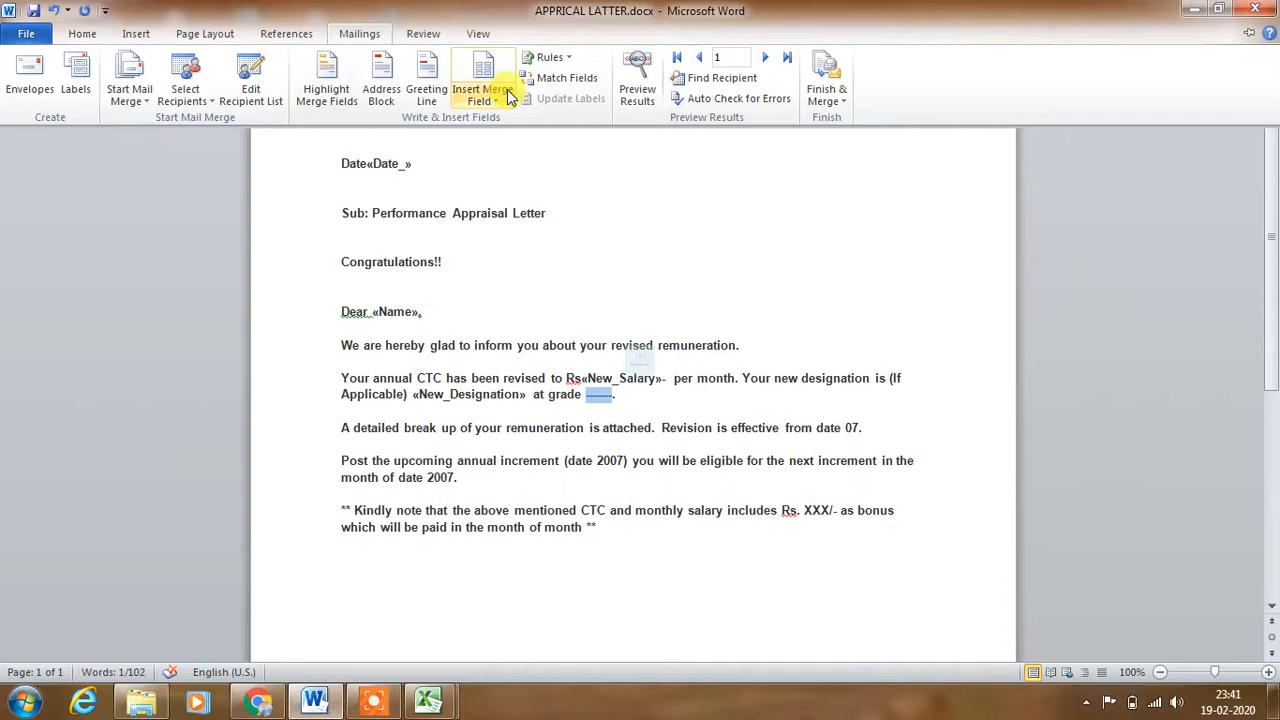 APPRICAL LATTER.docx - Microsoft Word
File Home Insert Page Layout References Mailings Review View
Envelopes
Labels
Create
Start Mail
Merge
Select
Recipients
Edit
Recipient List
Start Mail Merge
Highlight
Merge Fields
Address
Block
Greeting
Line
Insert Merge
Field
Rules
Match Fields
Update Labels
Write & Insert Fields
ABC
Preview
Results
1
Find Recipient
Auto Check for Errors
Preview Results
Finish &
Merge
Finish
Date«Date_»
Sub: Performance Appraisal Letter
Congratulations!!
Dear «Name»,
We are hereby glad to inform you about your revised remuneration.
Your annual CTC has been revised to Rs«New_Salary»- per month. Your new designation is (If
Applicable) «New_Designation» at grade -------.
A detailed break up of your remuneration is attached. Revision is effective from date 07.
Post the upcoming annual increment (date 2007) you will be eligible for the next increment in the
month of date 2007.
** Kindly note that the above mentioned CTC and monthly salary includes Rs. XXX/- as bonus
which will be paid in the month of month **
Page: 1 of 1 Words: 1/102 English (U.S.) 100%
23:41
19-02-2020